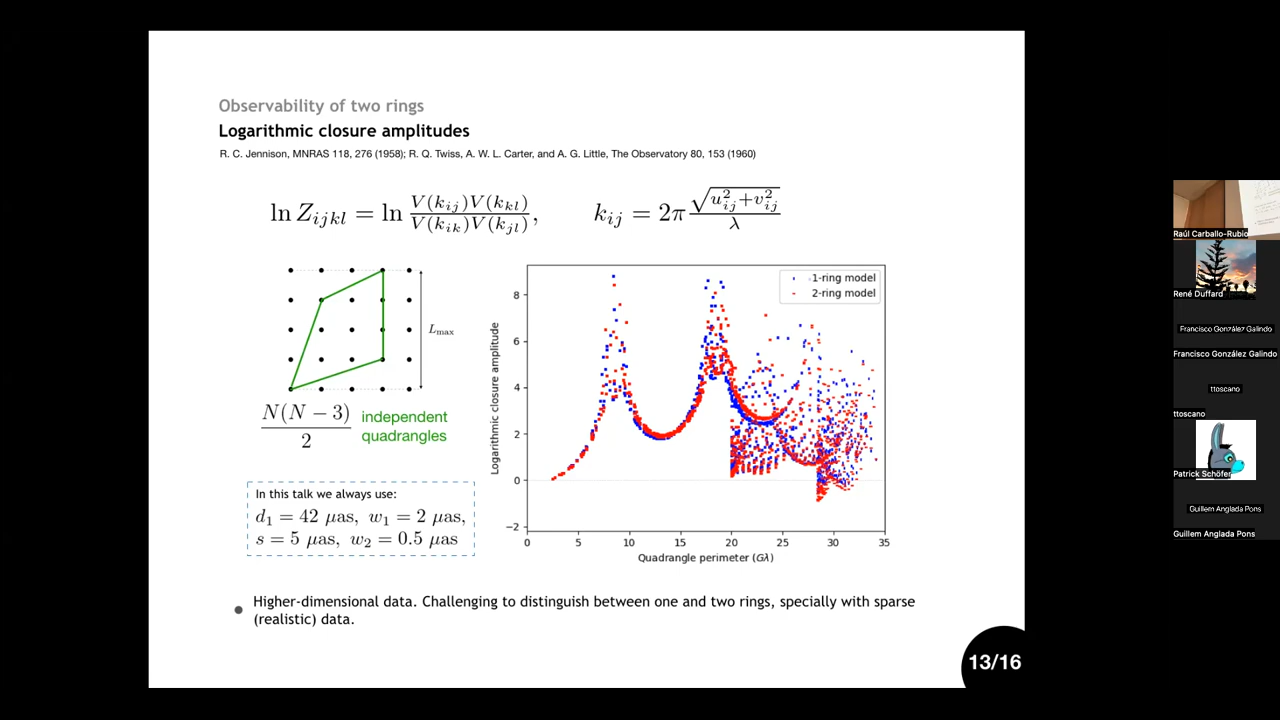 Observability of two rings
Logarithmic closure amplitudes
R. C. Jennison, MNRAS 118, 276 (1958); R. Q. Twiss, A. W. L. Carter, and A. G. Little, The Observatory 80, 153 (1960)
ln Z_{ijkl} = ln \frac{V(k_{ij})V(k_{kl})}{V(k_{ik})V(k_{jl})}, k_{ij} = 2π \frac{\sqrt{u_{ij}^2+v_{ij}^2}}{λ}
L_{max}
\frac{N(N − 3)}{2}
independent
quadrangles
In this talk we always use:
d_1 = 42 μas, w_1 = 2 μas,
s = 5 μas, w_2 = 0.5 μas
1-ring model
2-ring model
Logarithmic closure amplitude
8
6
4
2
0
−2
0 5 10 15 20 25 30 35
Quadrangle perimeter (Gλ)
Higher-dimensional data. Challenging to distinguish between one and two rings, specially with sparse
(realistic) data.
13/16
Raúl Carballo-Rubio
René Duffard
Francisco González Galindo
Francisco González Galindo
ttoscano
ttoscano
Patrick Schöfer
Guillem Anglada Pons
Guillem Anglada Pons